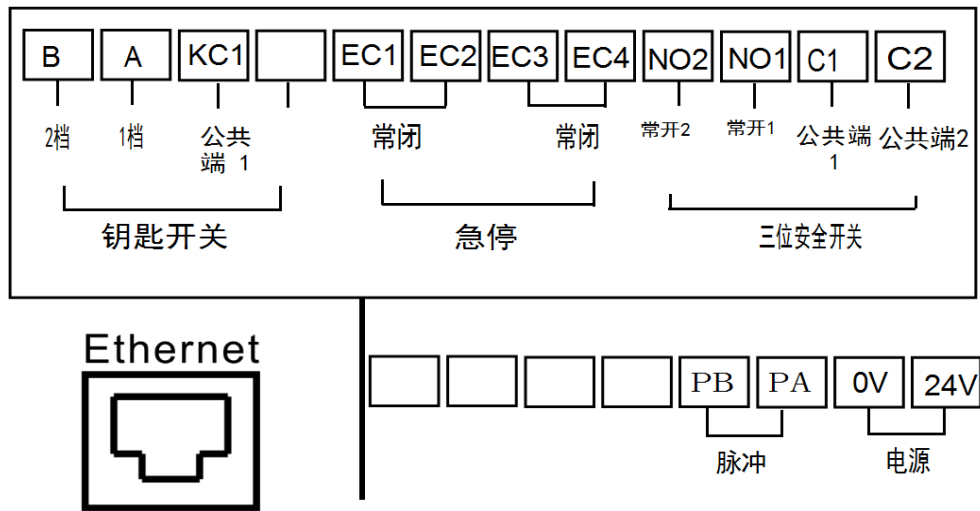 B A KC1 EC1 EC2 EC3 EC4 NO2 NO1 C1 C2
2档 1档 公共端 1 常闭 常闭 常开2 常开1 公共端1 公共端2
钥匙开关 急停 三位安全开关
Ethernet
PB PA 0V 24V
脉冲 电源